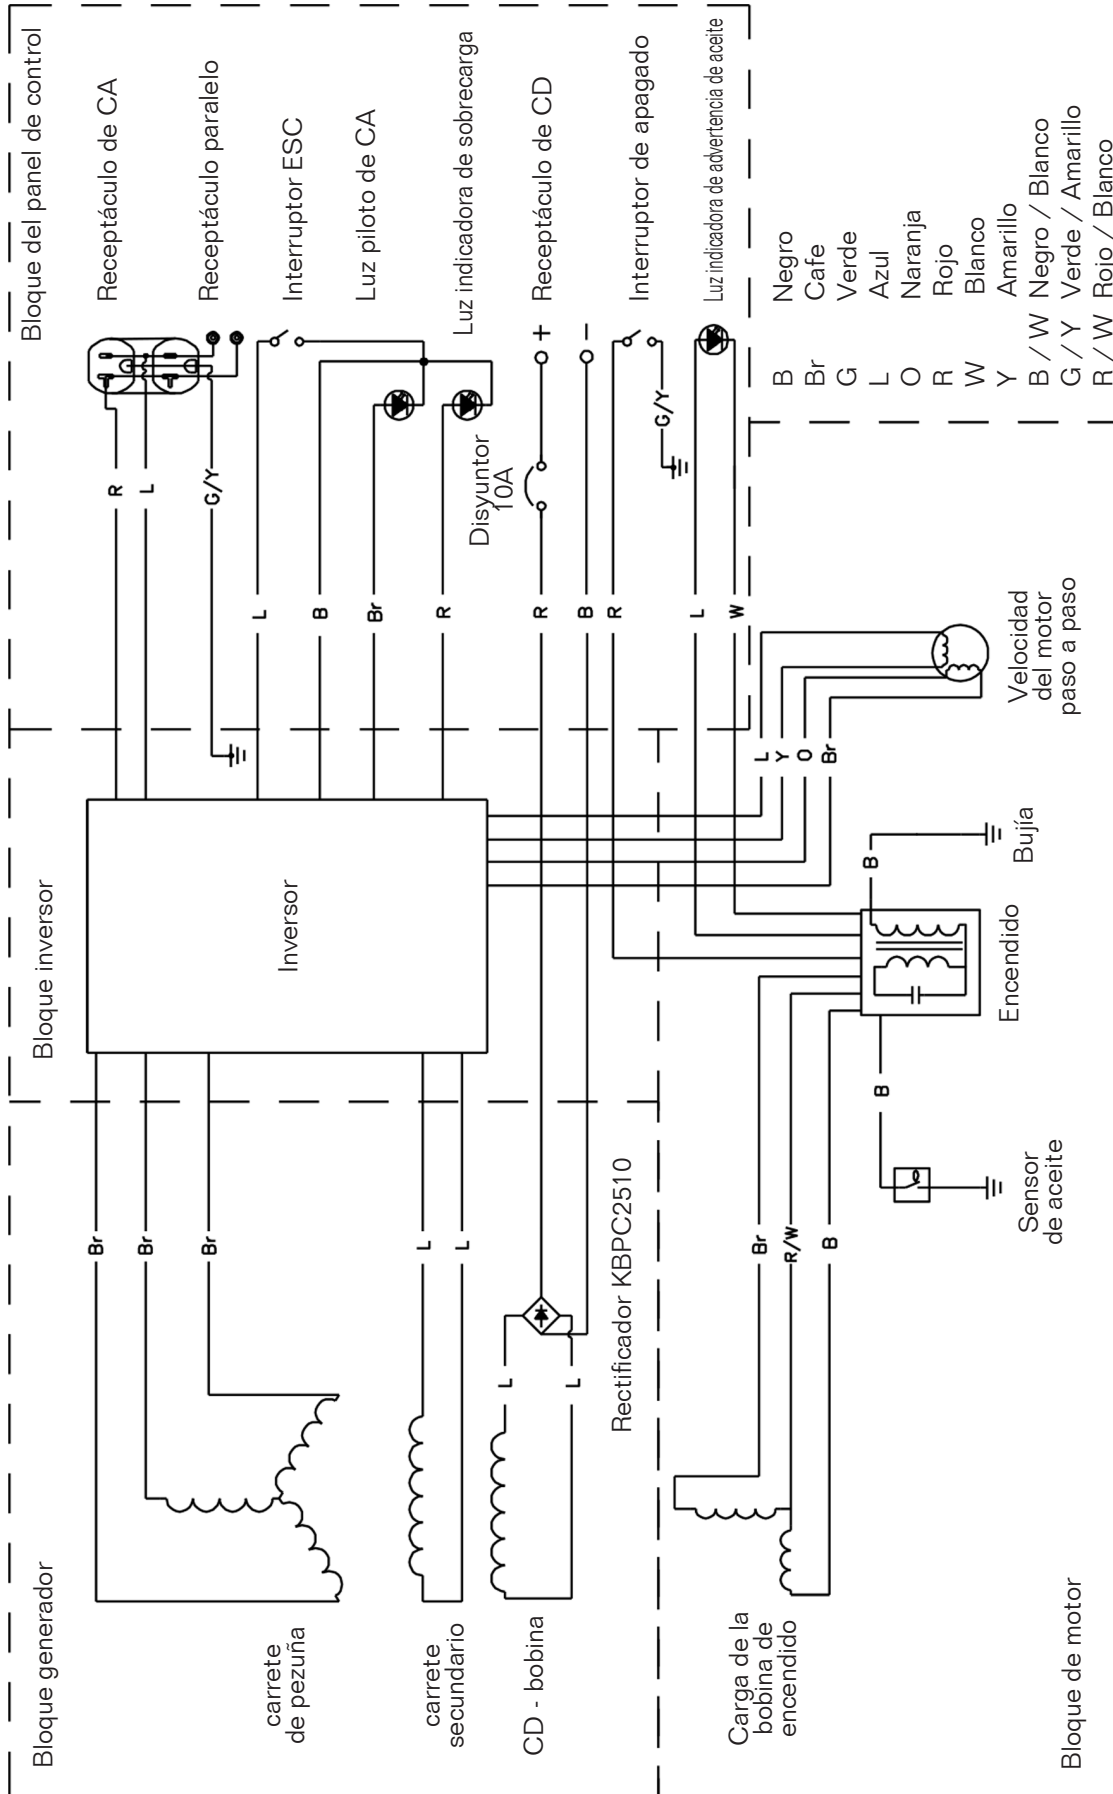 Bloque generador
Bloque inversor
Bloque del panel de control
Receptáculo de CA
Receptáculo paralelo
Interruptor ESC
Luz piloto de CA
Luz indicadora de sobrecarga
Receptáculo de CD
Interruptor de apagado
Luz indicadora de advertencia de aceite
R
L
G/Y
L
B
Br
R
Disyuntor
10A
+
−
R
B
R
G/Y
L
W
Inversor
Br
Br
Br
L
L
L
L
carrete
de pezuña
carrete
secundario
CD - bobina
Rectificador KBPC2510
Carga de la
bobina de
encendido
Br
R/W
B
B
Sensor
de aceite
Encendido
B
Bujía
L
Y
O
Br
Velocidad
del motor
paso a paso
Bloque de motor
B Negro
Br Cafe
G Verde
L Azul
O Naranja
R Rojo
W Blanco
Y Amarillo
B / W Negro / Blanco
G / Y Verde / Amarillo
R / W Rojo / Blanco